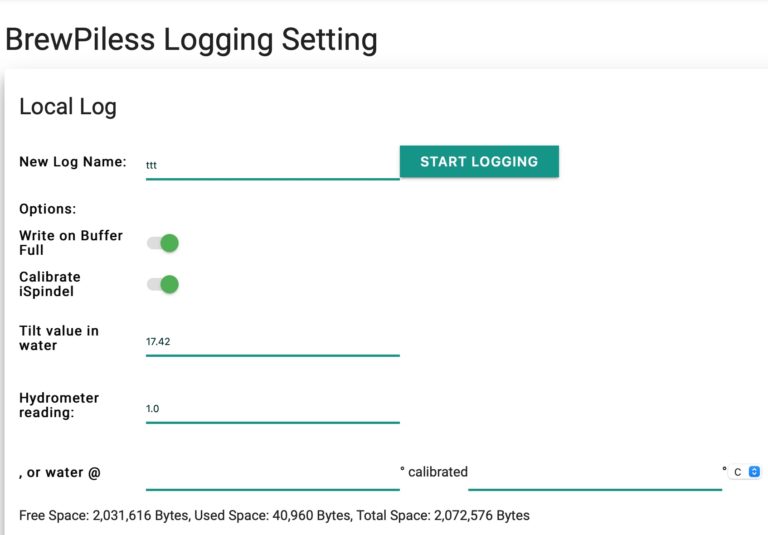 BrewPiless Logging Setting
Local Log
New Log Name: ttt START LOGGING
Options:
Write on Buffer
Full
Calibrate
iSpindel
Tilt value in
water
17.42
Hydrometer
reading:
1.0
, or water @ ° calibrated ° C
Free Space: 2,031,616 Bytes, Used Space: 40,960 Bytes, Total Space: 2,072,576 Bytes